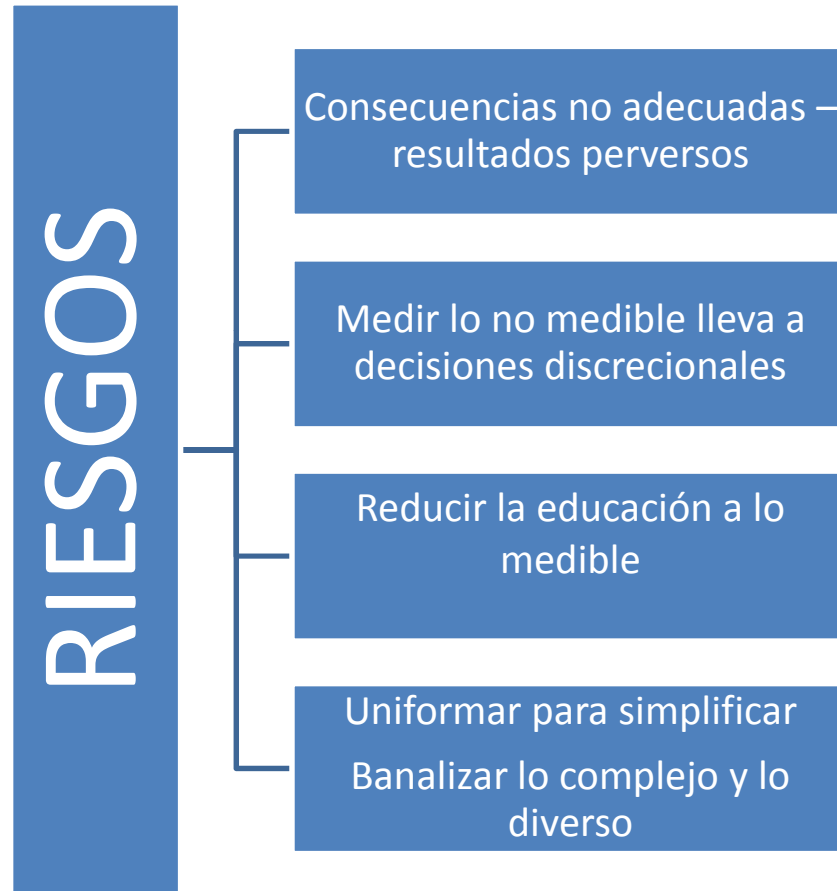 RIESGOS
Consecuencias no adecuadas –
resultados perversos
Medir lo no medible lleva a
decisiones discrecionales
Reducir la educación a lo
medible
Uniformar para simplificar
Banalizar lo complejo y lo
diverso